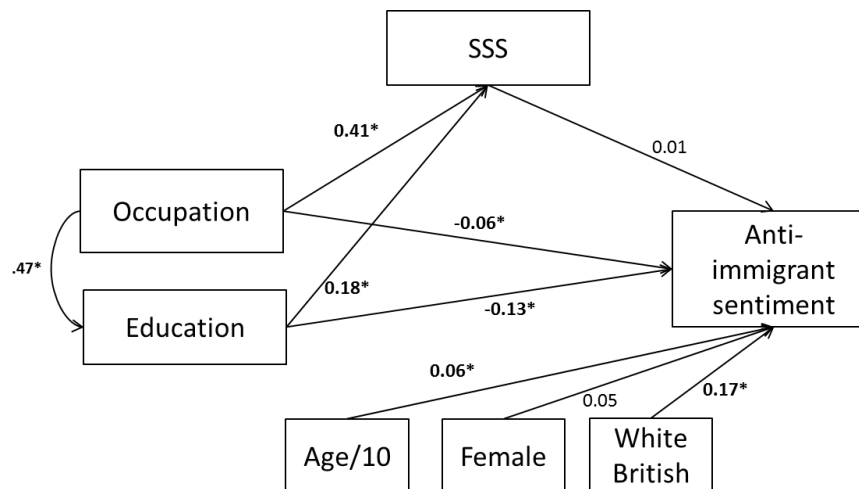 SSS
0.41*
0.01
Occupation
-0.06*
Anti-
immigrant
sentiment
.47*
0.18*
-0.13*
Education
0.06*
0.05
0.17*
Age/10
Female
White
British